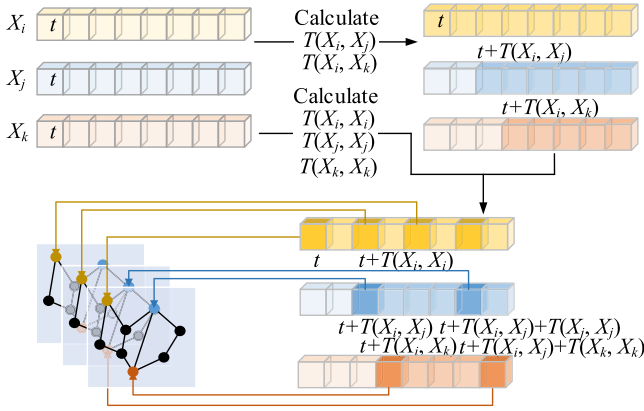 X_i t
Calculate
T(X_i, X_j)
T(X_i, X_k)
t
X_j t
t+T(X_i, X_j)
X_k t
Calculate
T(X_i, X_i)
T(X_j, X_j)
T(X_k, X_k)
t+T(X_i, X_k)
t t+T(X_i, X_i)
t+T(X_i, X_j) t+T(X_i, X_j)+T(X_j, X_j)
t+T(X_i, X_k) t+T(X_i, X_j)+T(X_k, X_k)